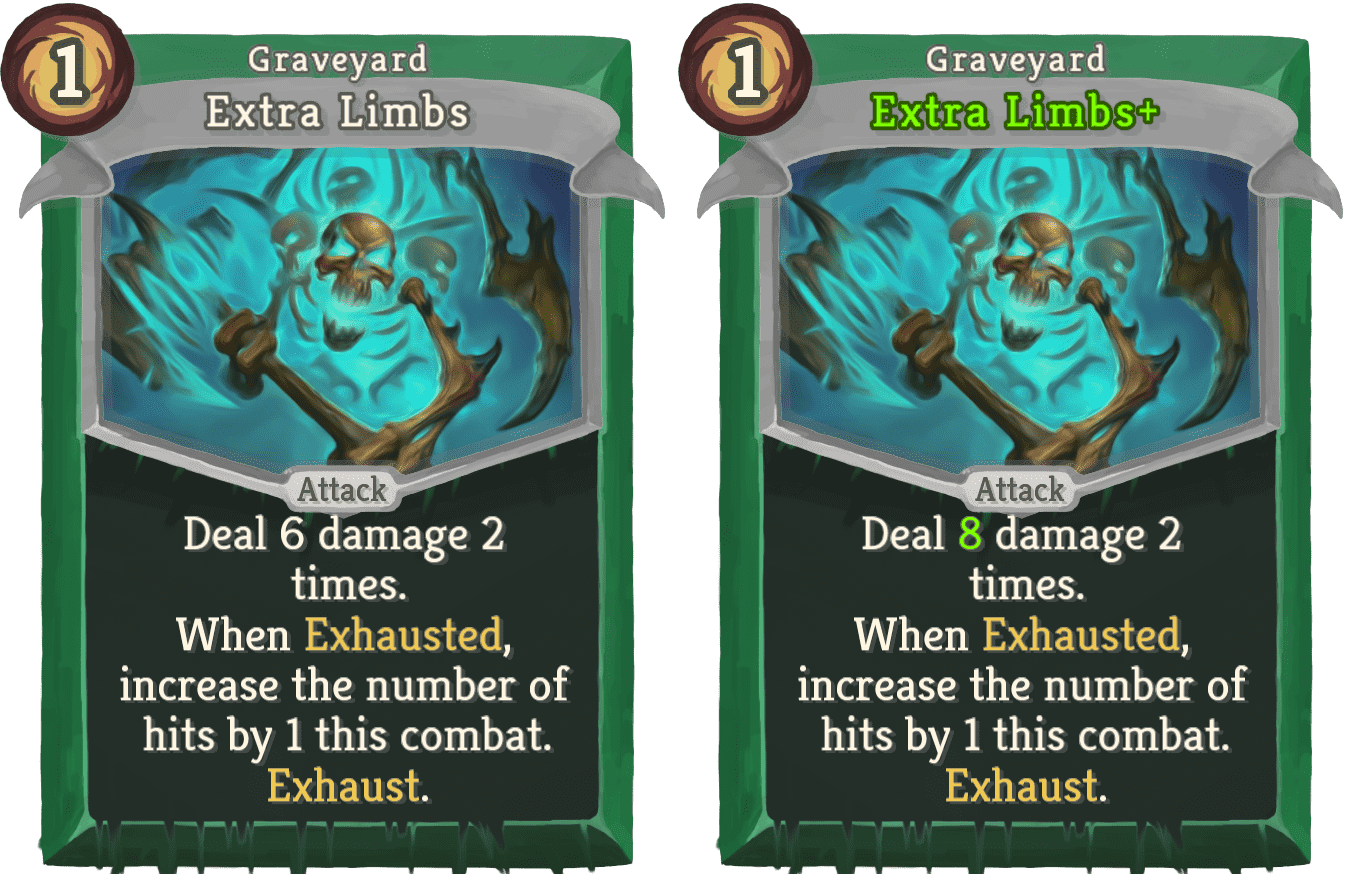 1
Graveyard
Extra Limbs
Attack
Deal 6 damage 2
times.
When Exhausted,
increase the number of
hits by 1 this combat.
Exhaust.
1
Graveyard
Extra Limbs+
Attack
Deal 8 damage 2
times.
When Exhausted,
increase the number of
hits by 1 this combat.
Exhaust.